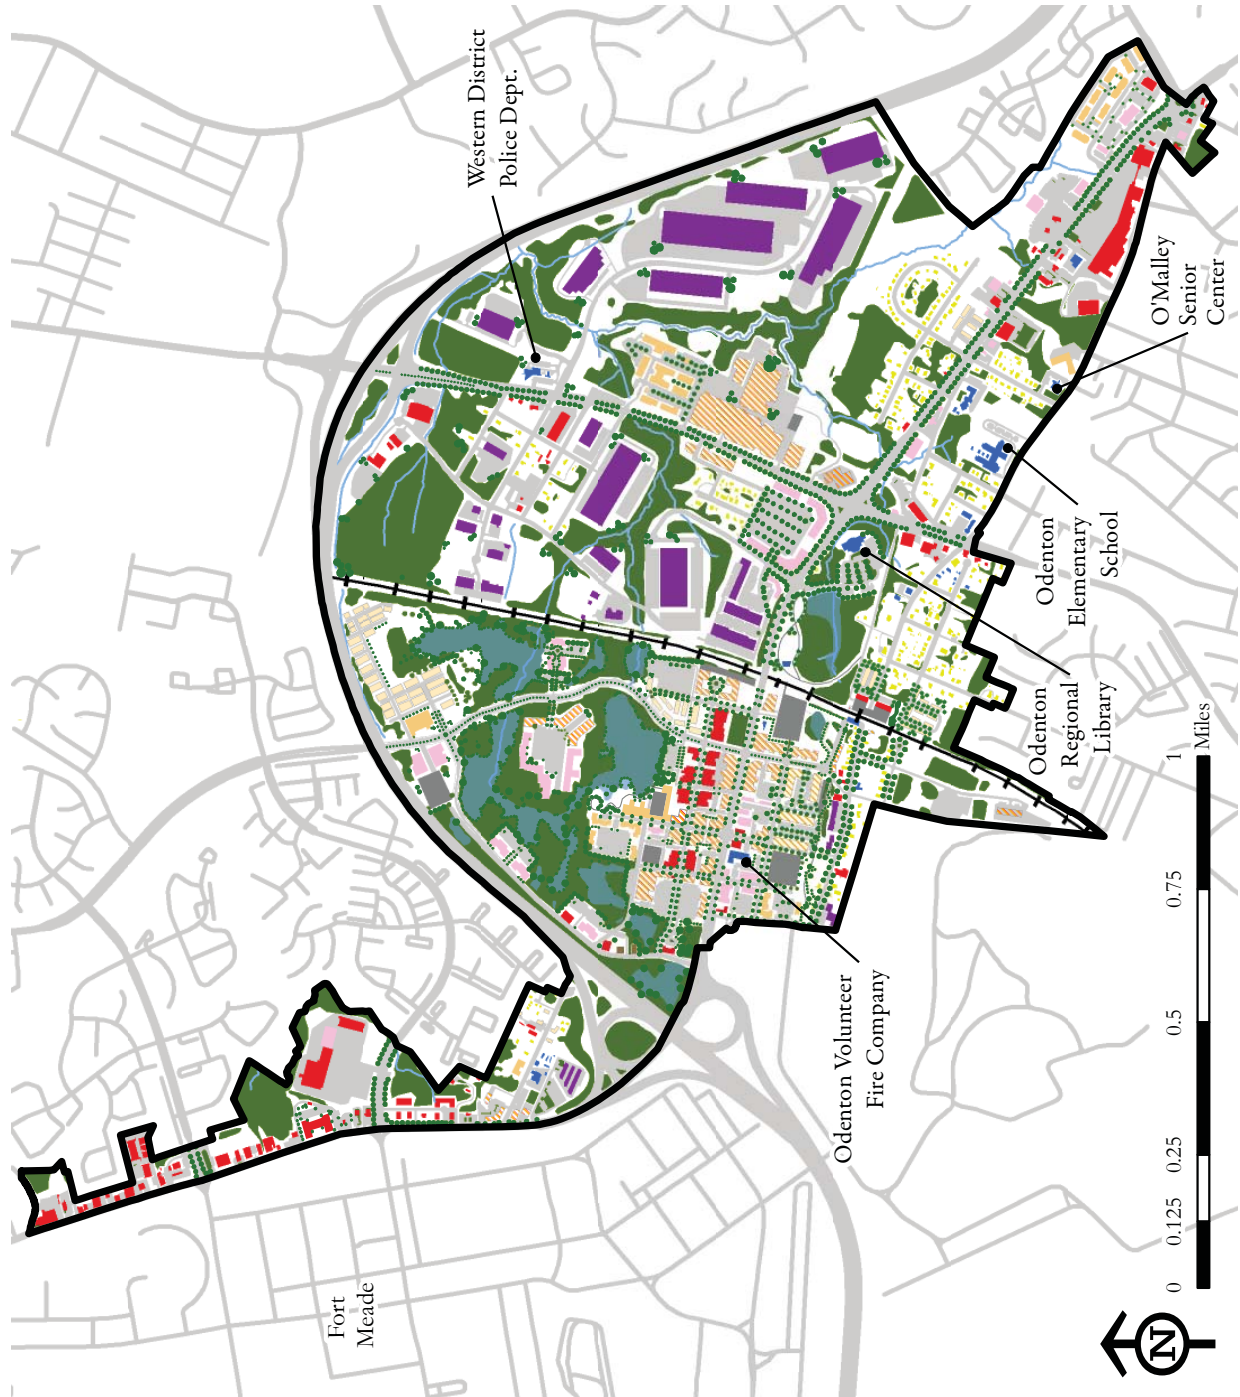 Western District
Police Dept.
O'Malley
Senior
Center
Odenton
Elementary
School
Odenton
Regional
Library
Odenton Volunteer
Fire Company
Fort
Meade
0 0.125 0.25 0.5 0.75 1
Miles
N